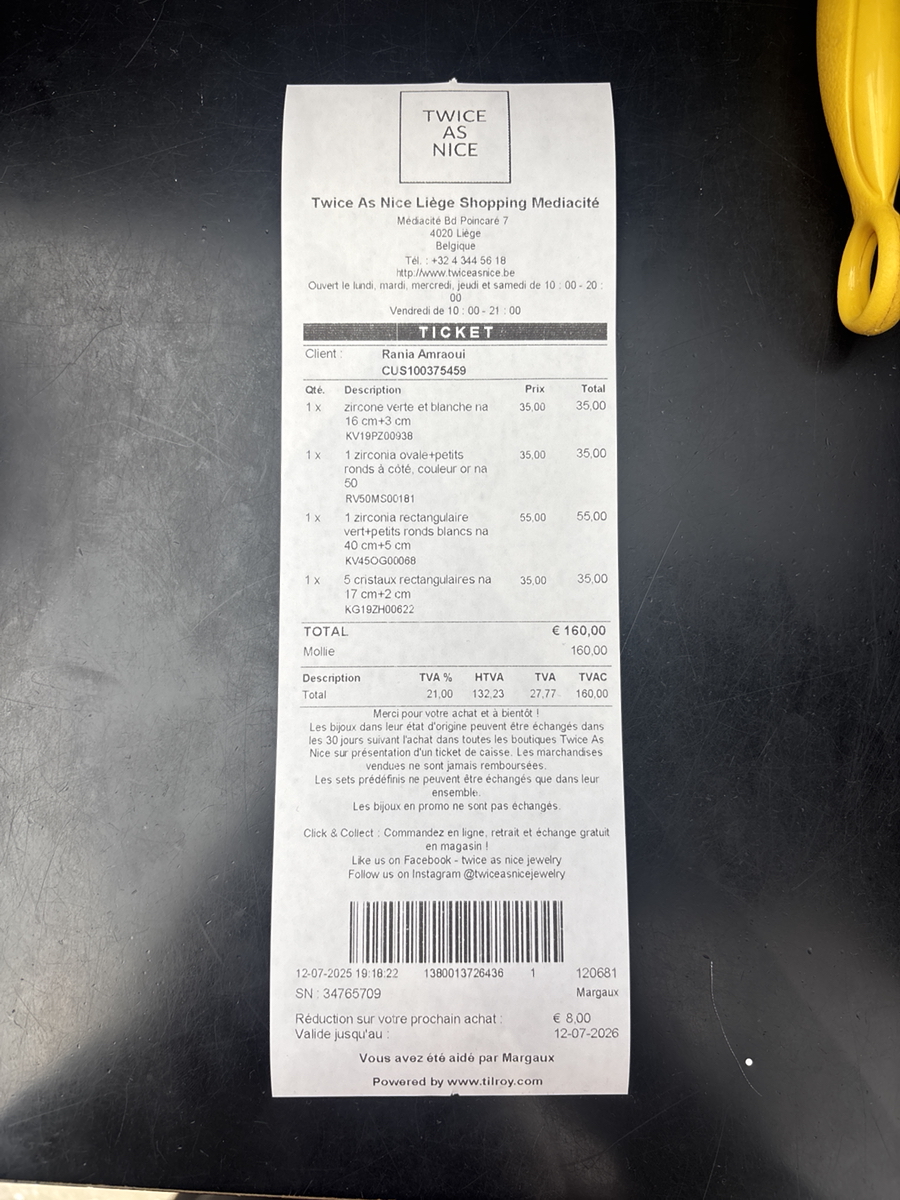 TWICE
AS
NICE
Twice As Nice Liège Shopping Mediacité
Médiacité Bd Poincaré 7
4020 Liège
Belgique
Tél. : +32 4 344 56 18
http://www.twiceasnice.be
Ouvert le lundi, mardi, mercredi, jeudi et samedi de 10 : 00 - 20 :
00
Vendredi de 10 : 00 - 21 : 00
TICKET
Client : Rania Amraoui
CUS100375459
Qté. Description Prix Total
1 x zircone verte et blanche na 35,00 35,00
16 cm+3 cm
KV19PZ00938
1 x 1 zirconia ovale+petits 35,00 35,00
ronds à côté, couleur or na
50
RV50MS00181
1 x 1 zirconia rectangulaire 55,00 55,00
vert+petits ronds blancs na
40 cm+5 cm
KV45OG00068
1 x 5 cristaux rectangulaires na 35,00 35,00
17 cm+2 cm
KG19ZH00622
TOTAL € 160,00
Mollie 160,00
Description TVA % HTVA TVA TVAC
Total 21,00 132,23 27,77 160,00
Merci pour votre achat et à bientôt !
Les bijoux dans leur état d'origine peuvent être échangés dans
les 30 jours suivant l'achat dans toutes les boutiques Twice As
Nice sur présentation d'un ticket de caisse. Les marchandises
vendues ne sont jamais remboursées.
Les sets prédéfinis ne peuvent être échangés que dans leur
ensemble.
Les bijoux en promo ne sont pas échangés.
Click & Collect : Commandez en ligne, retrait et échange gratuit
en magasin !
Like us on Facebook - twice as nice jewelry
Follow us on Instagram @twiceasnicejewelry
12-07-2025 19:18:22 1380013726436 1 120681
SN : 34765709 Margaux
Réduction sur votre prochain achat : € 8,00
Valide jusqu'au : 12-07-2026
Vous avez été aidé par Margaux
Powered by www.tilroy.com